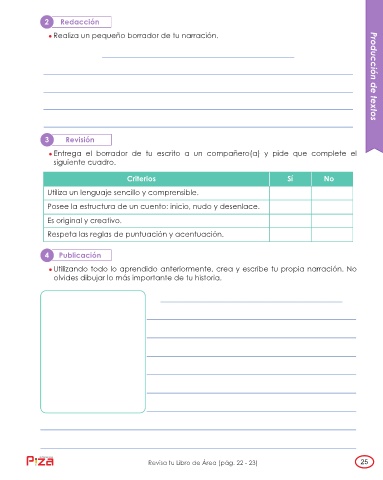 2 Redacción
• Realiza un pequeño borrador de tu narración.
Producción de textos
3 Revisión
• Entrega el borrador de tu escrito a un compañero(a) y pide que complete el
siguiente cuadro.
Criterios Sí No
Utiliza un lenguaje sencillo y comprensible.
Posee la estructura de un cuento: inicio, nudo y desenlace.
Es original y creativo.
Respeta las reglas de puntuación y acentuación.
4 Publicación
• Utilizando todo lo aprendido anteriormente, crea y escribe tu propia narración. No
olvides dibujar lo más importante de tu historia.
Revisa tu Libro de Área (pág. 22 - 23)
25